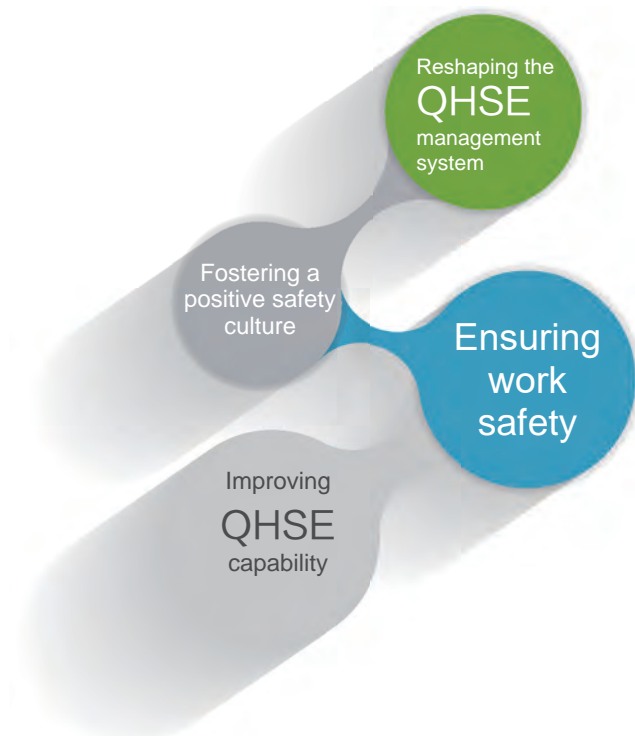 Reshaping the
QHSE
management
system
Fostering a
positive safety
culture
Ensuring
work
safety
Improving
QHSE
capability